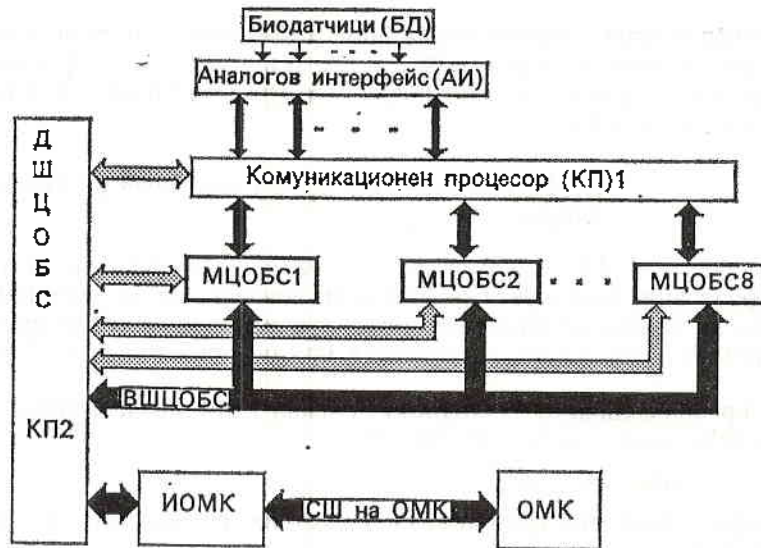 Биодатчици (БД)
Аналогов интерфейс (АИ)
Комуникационен процесор (КП)1
ДШЦОБС
МЦОБС1
МЦОБС2
МЦОБС8
ВШЦОБС
КП2
ИОМК
СШ на ОМК
ОМК